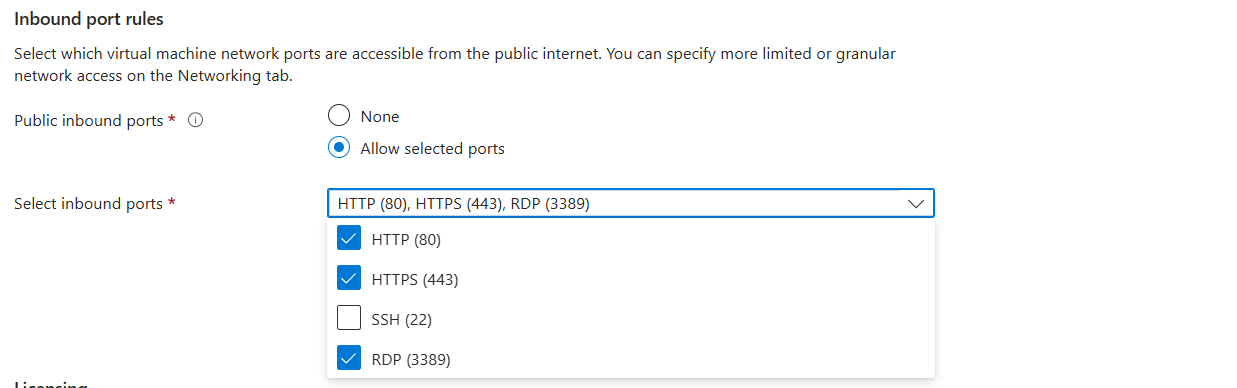 Inbound port rules
Select which virtual machine network ports are accessible from the public internet. You can specify more limited or granular
network access on the Networking tab.
Public inbound ports *
None
Allow selected ports
Select inbound ports *
HTTP (80), HTTPS (443), RDP (3389)
HTTP (80)
HTTPS (443)
SSH (22)
RDP (3389)
Licensing